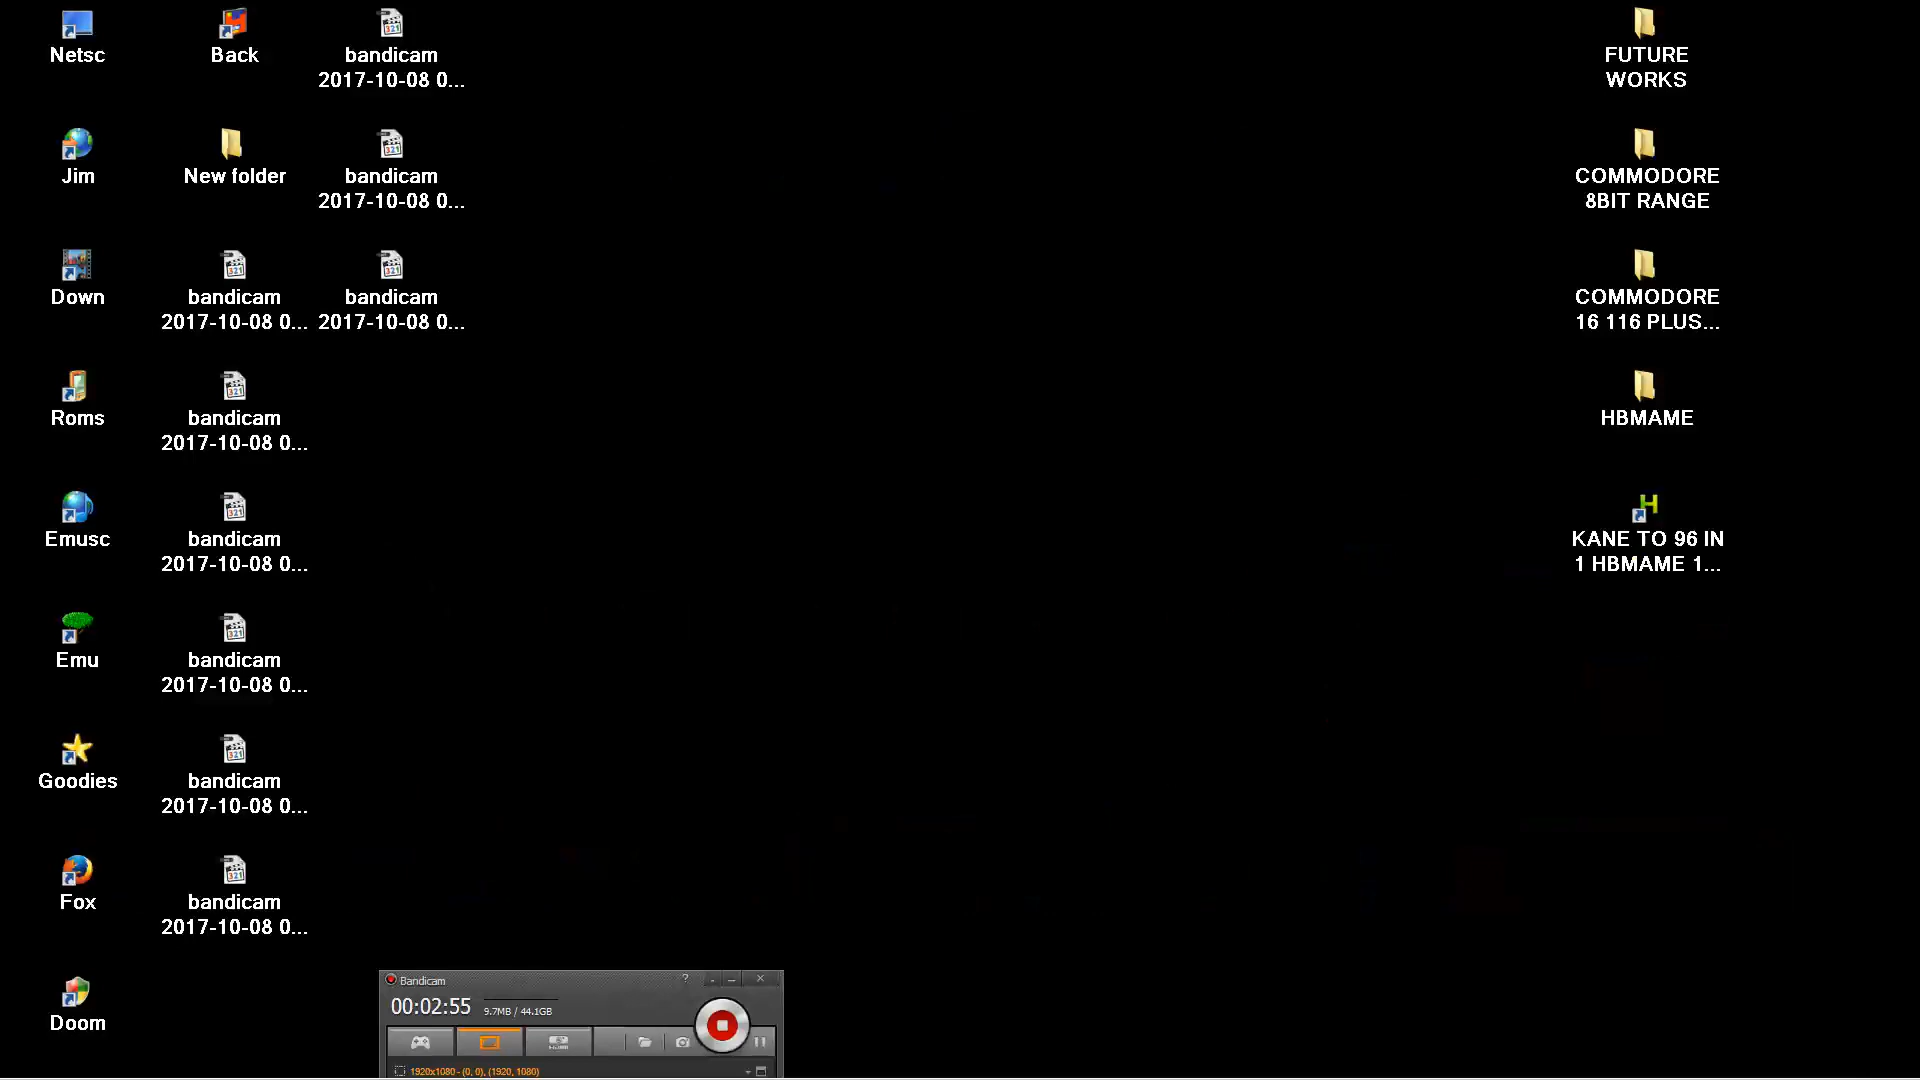 Netsc
Jim
Down
Roms
Emusc
Emu
Goodies
Fox
Doom
Back
New folder
bandicam
2017-10-08 0...
bandicam
2017-10-08 0...
bandicam
2017-10-08 0...
bandicam
2017-10-08 0...
bandicam
2017-10-08 0...
bandicam
2017-10-08 0...
bandicam
2017-10-08 0...
bandicam
2017-10-08 0...
bandicam
2017-10-08 0...
FUTURE
WORKS
COMMODORE
8BIT RANGE
COMMODORE
16 116 PLUS...
HBMAME
KANE TO 96 IN
1 HBMAME 1...
Bandicam
00:02:55
9.7MB / 44.1GB
1920x1080 - (0, 0), (1920, 1080)